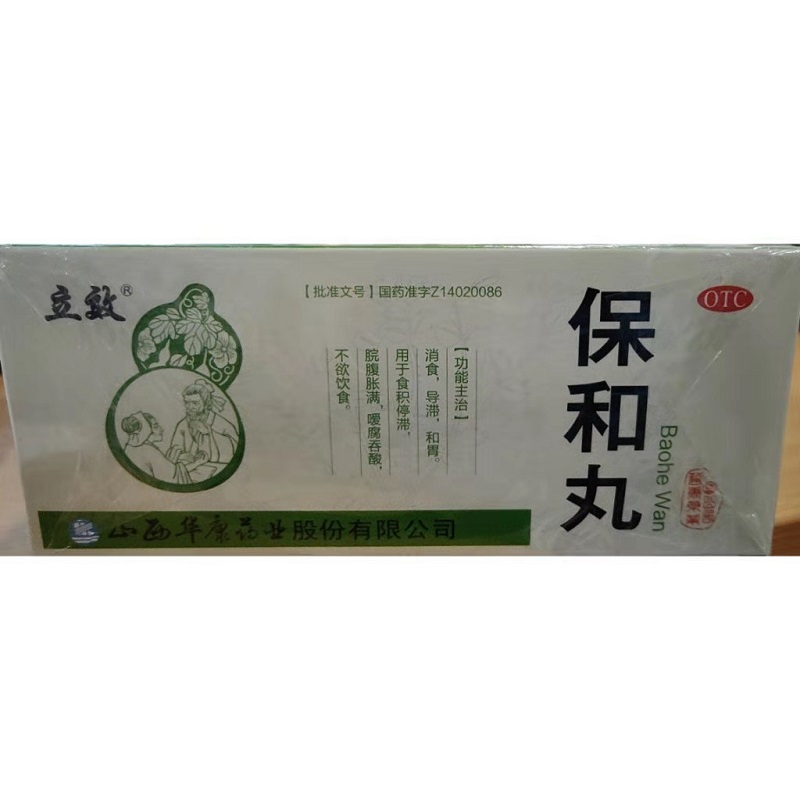 立效®
【批准文号】国药准字Z14020086
【功能主治】
消食，导滞，和胃。
用于食积停滞，
脘腹胀满，嗳腐吞酸，
不欲饮食。
保和丸
Baohe Wan
OTC
山西华康药业股份有限公司